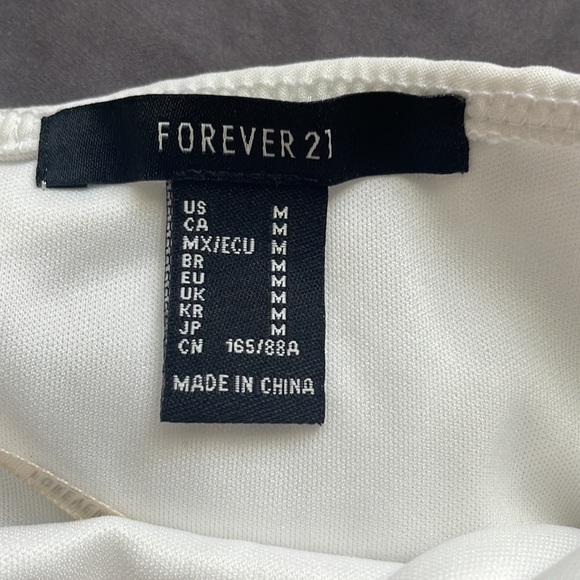 FOREVER 21
US M
CA M
MX/ECU M
BR M
EU M
UK M
KR M
JP M
CN 165/88A
MADE IN CHINA